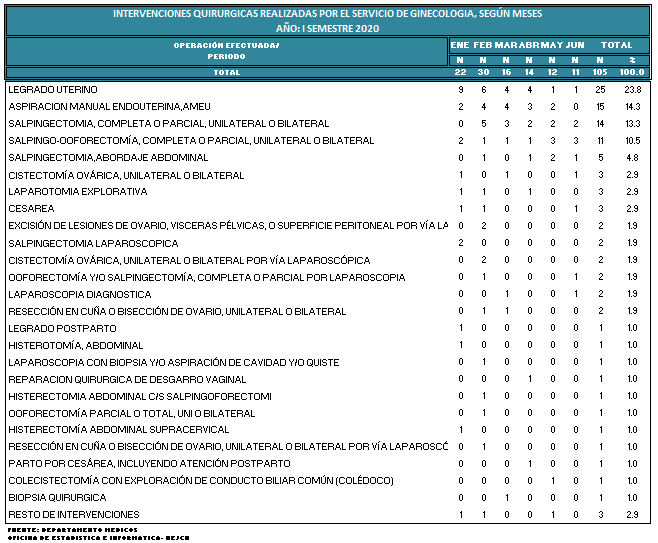 INTERVENCIONES QUIRURGICAS REALIZADAS POR EL SERVICIO DE GINECOLOGIA, SEGÚN MESES
AÑO: I SEMESTRE 2020
OPERACIÓN EFECTUADA/ PERIODO ENE FEB MAR ABR MAY JUN TOTAL
N N N N N N N %
TOTAL 22 30 16 14 12 11 105 100.0
LEGRADO UTERINO 9 6 4 4 1 1 25 23.8
ASPIRACION MANUAL ENDOUTERINA,AMEU 2 4 4 3 2 0 15 14.3
SALPINGECTOMIA, COMPLETA O PARCIAL, UNILATERAL O BILATERAL 0 5 3 2 2 2 14 13.3
SALPINGO-OOFORECTOMÍA, COMPLETA O PARCIAL, UNILATERAL O BILATERAL 2 1 1 1 3 3 11 10.5
SALPINGECTOMIA,ABORDAJE ABDOMINAL 0 1 0 1 2 1 5 4.8
CISTECTOMÍA OVÁRICA, UNILATERAL O BILATERAL 1 0 1 0 0 1 3 2.9
LAPAROTOMIA EXPLORATIVA 1 1 0 1 0 0 3 2.9
CESAREA 1 1 0 0 0 1 3 2.9
EXCISIÓN DE LESIONES DE OVARIO, VISCERAS PÉLVICAS, O SUPERFICIE PERITONEAL POR VÍA LA 0 2 0 0 0 0 2 1.9
SALPINGECTOMIA LAPAROSCOPICA 2 0 0 0 0 0 2 1.9
CISTECTOMÍA OVÁRICA, UNILATERAL O BILATERAL POR VÍA LAPAROSCÓPICA 0 2 0 0 0 0 2 1.9
OOFORECTOMÍA Y/O SALPINGECTOMÍA, COMPLETA O PARCIAL POR LAPAROSCOPIA 0 1 0 0 0 1 2 1.9
LAPAROSCOPIA DIAGNOSTICA 0 0 1 0 0 1 2 1.9
RESECCIÓN EN CUÑA O BISECCIÓN DE OVARIO, UNILATERAL O BILATERAL 0 1 1 0 0 0 2 1.9
LEGRADO POSTPARTO 1 0 0 0 0 0 1 1.0
HISTEROTOMÍA, ABDOMINAL 1 0 0 0 0 0 1 1.0
LAPAROSCOPIA CON BIOPSIA Y/O ASPIRACIÓN DE CAVIDAD Y/O QUISTE 0 1 0 0 0 0 1 1.0
REPARACION QUIRURGICA DE DESGARRO VAGINAL 0 0 0 1 0 0 1 1.0
HISTERECTOMIA ABDOMINAL C/S SALPINGOFORECTOMI 0 1 0 0 0 0 1 1.0
OOFORECTOMÍA PARCIAL O TOTAL, UNI O BILATERAL 0 1 0 0 0 0 1 1.0
HISTERECTOMÍA ABDOMINAL SUPRACERVICAL 1 0 0 0 0 0 1 1.0
RESECCIÓN EN CUÑA O BISECCIÓN DE OVARIO, UNILATERAL O BILATERAL POR VÍA LAPAROSCÓ 0 1 0 0 0 0 1 1.0
PARTO POR CESÁREA, INCLUYENDO ATENCIÓN POSTPARTO 0 0 0 1 0 0 1 1.0
COLECISTECTOMÍA CON EXPLORACIÓN DE CONDUCTO BILIAR COMÚN (COLÉDOCO) 0 0 0 0 1 0 1 1.0
BIOPSIA QUIRURGICA 0 0 1 0 0 0 1 1.0
RESTO DE INTERVENCIONES 1 1 0 0 1 0 3 2.9
FUENTE: DEPARTAMENTO MEDICOS
OFICINA DE ESTADISTICA E INFORMATICA- HEJCU